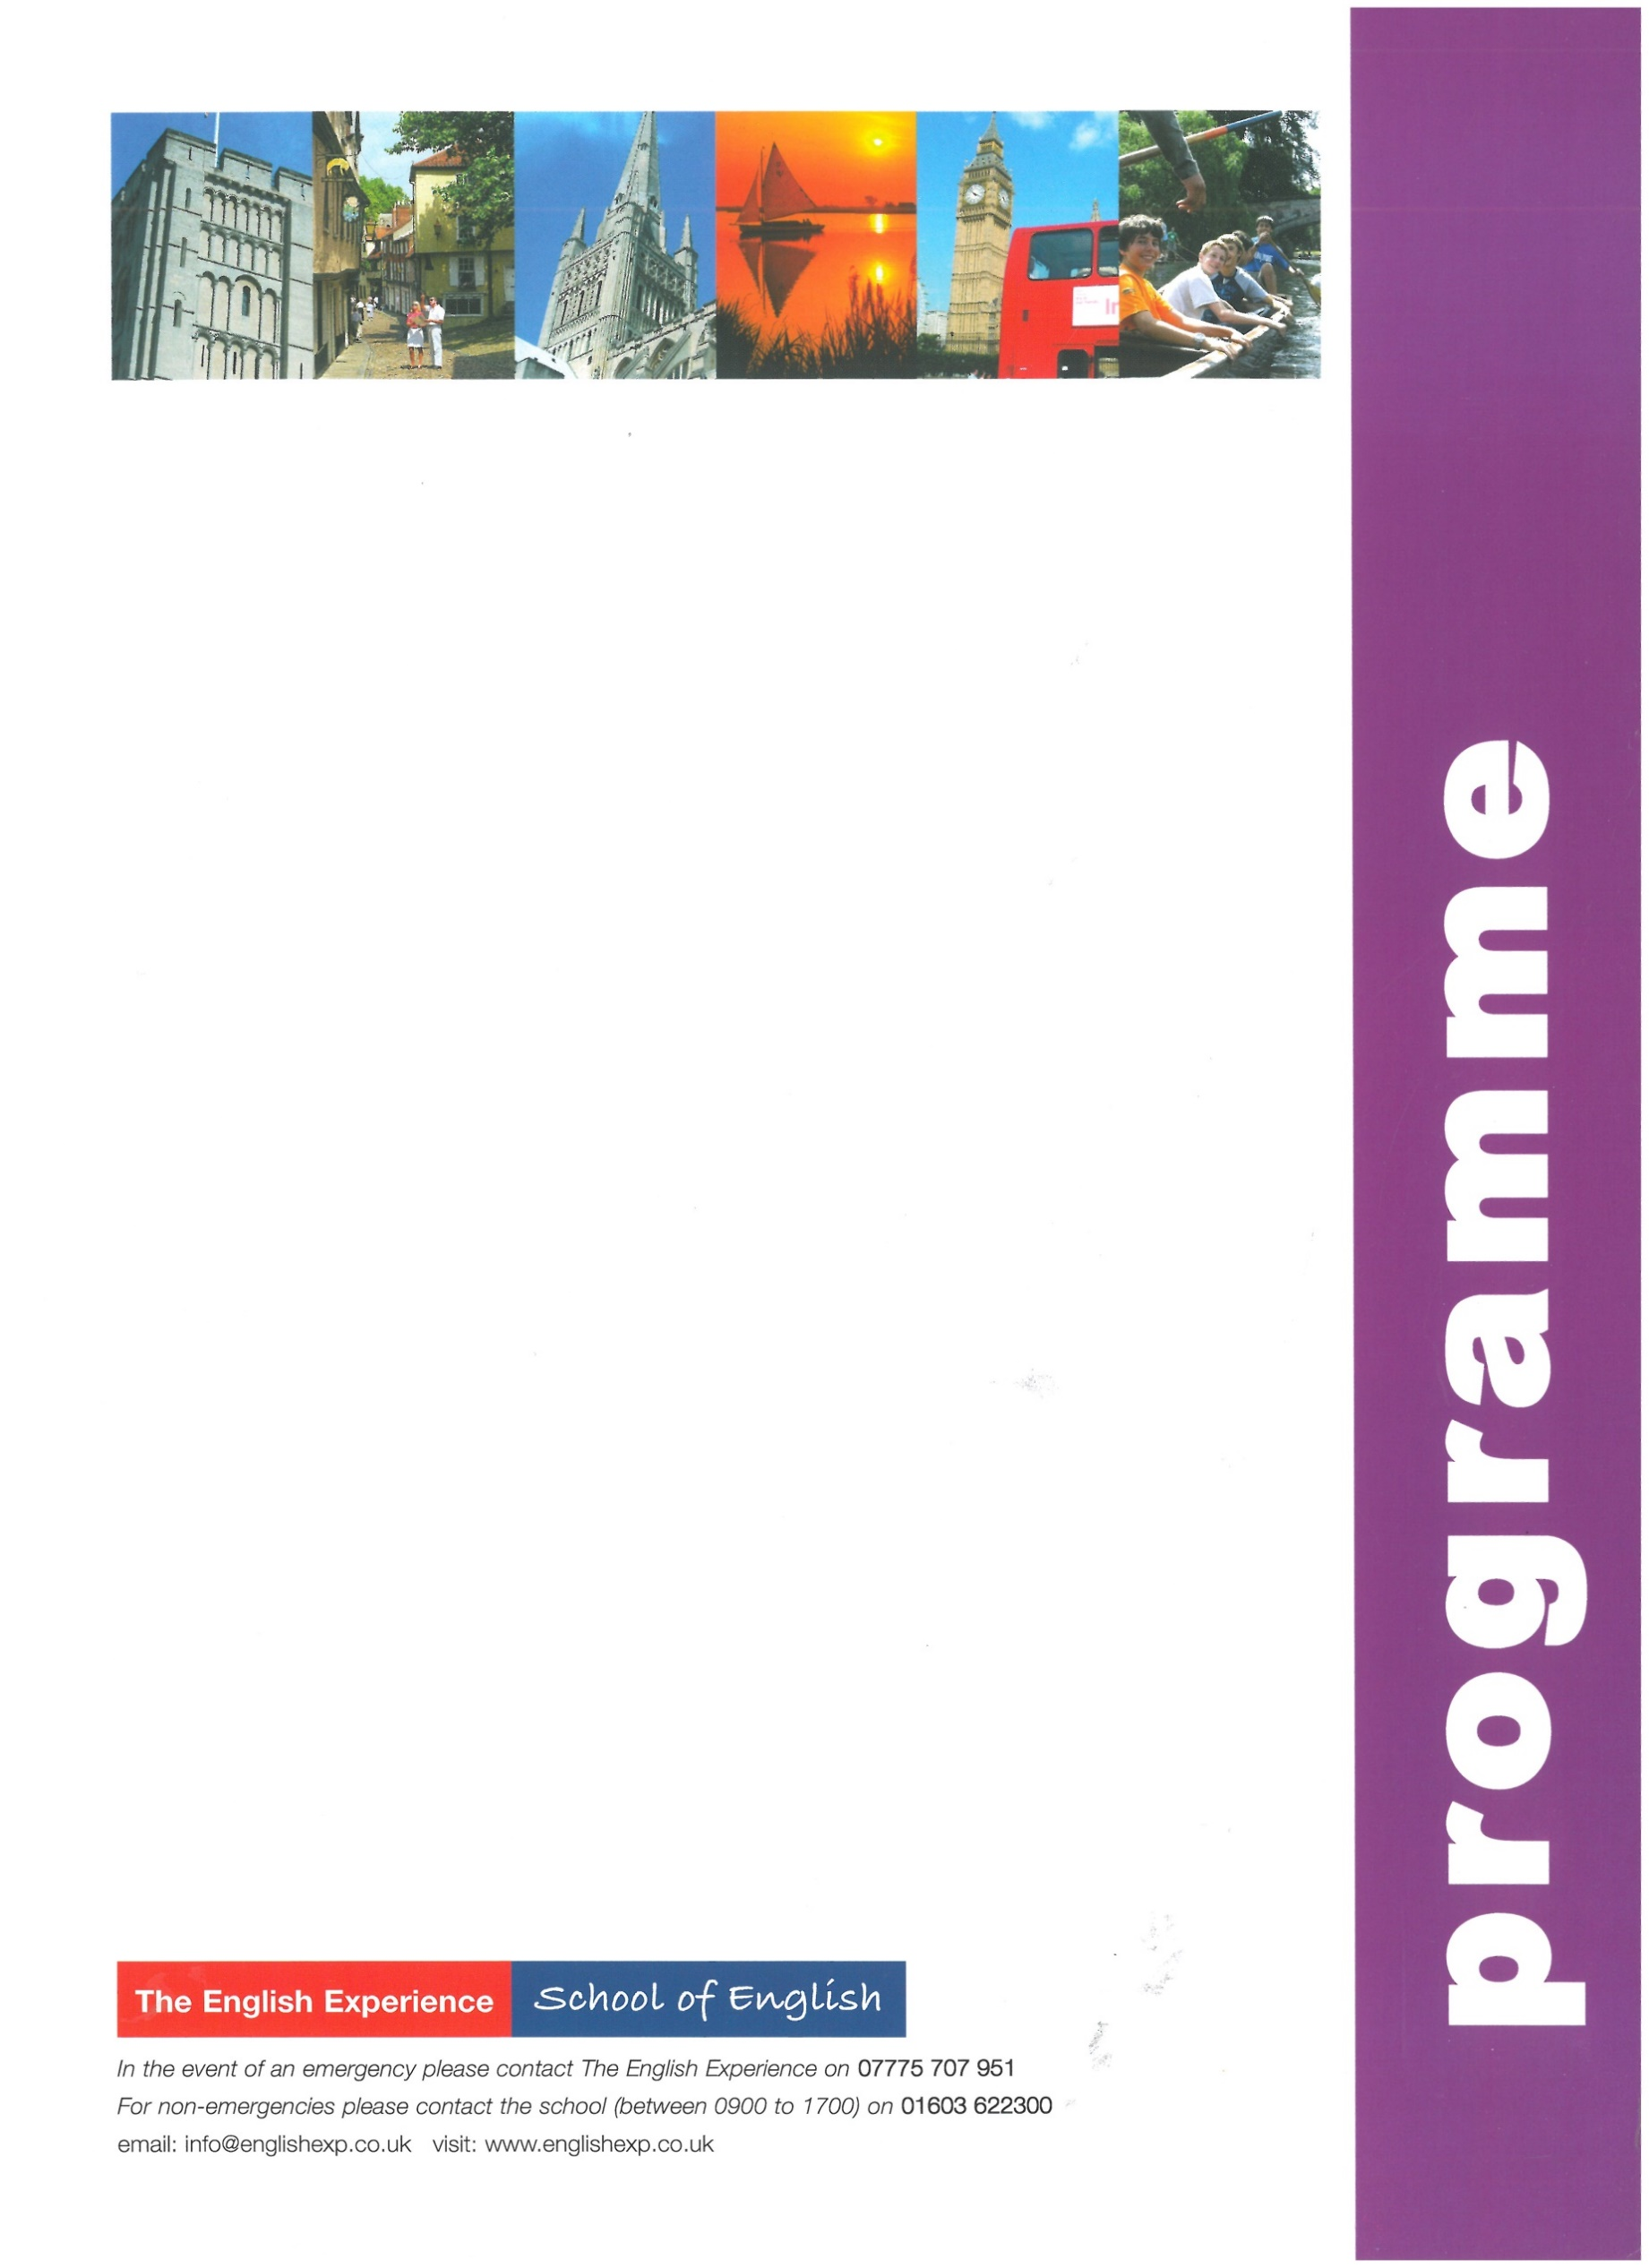 programme
The English Experience School of English
In the event of an emergency please contact The English Experience on 07775 707 951
For non-emergencies please contact the school (between 0900 to 1700) on 01603 622300
email: info@englishexp.co.uk visit: www.englishexp.co.uk